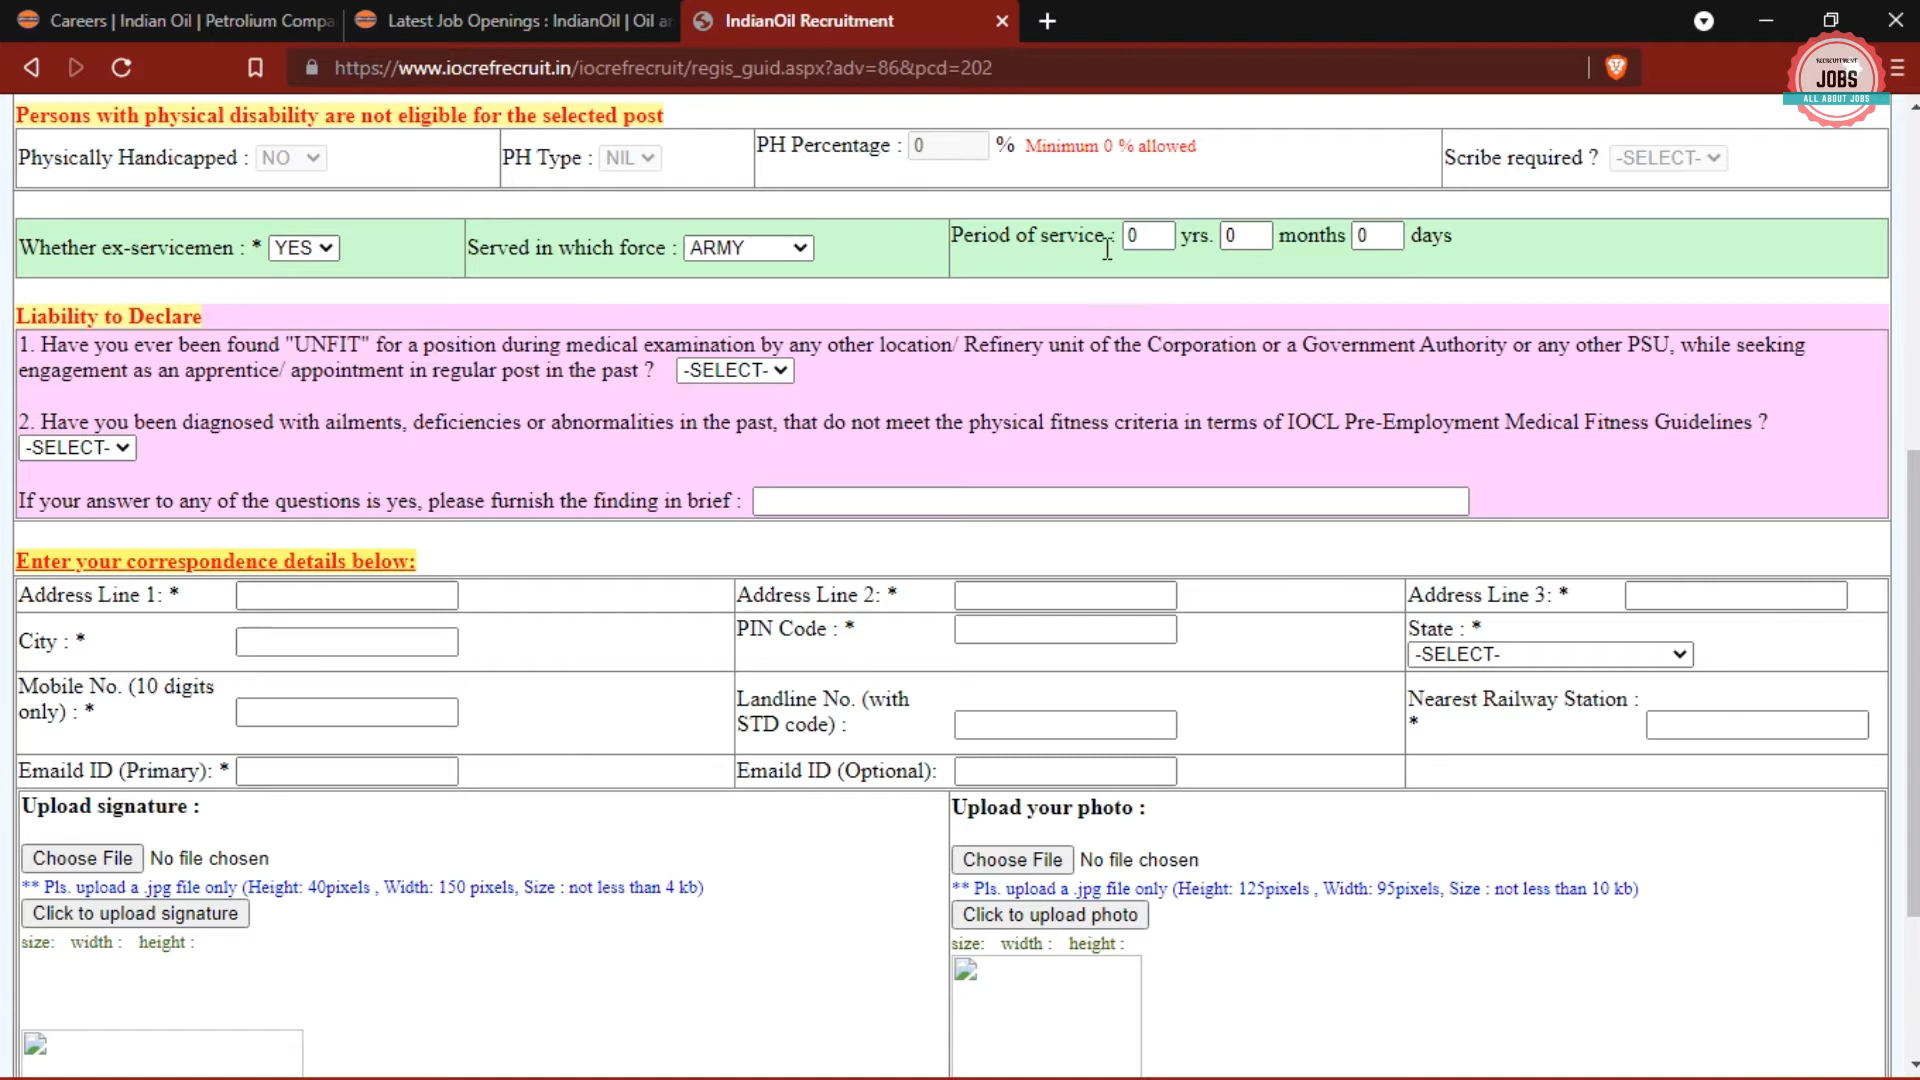 Careers | Indian Oil | Petrolium Compa
Latest Job Openings : IndianOil | Oil a
IndianOil Recruitment
https://www.iocrefrecruit.in/iocrefrecruit/regis_guid.aspx?adv=86&pcd=202
RECRUITMENT
JOBS
ALL ABOUT JOBS
Persons with physical disability are not eligible for the selected post
Physically Handicapped : NO
PH Type : NIL
PH Percentage : 0 % Minimum 0 % allowed
Scribe required ? -SELECT-
Whether ex-servicemen : * YES
Served in which force : ARMY
Period of service : 0 yrs. 0 months 0 days
Liability to Declare
1. Have you ever been found "UNFIT" for a position during medical examination by any other location/ Refinery unit of the Corporation or a Government Authority or any other PSU, while seeking
engagement as an apprentice/ appointment in regular post in the past ? -SELECT-
2. Have you been diagnosed with ailments, deficiencies or abnormalities in the past, that do not meet the physical fitness criteria in terms of IOCL Pre-Employment Medical Fitness Guidelines ?
-SELECT-
If your answer to any of the questions is yes, please furnish the finding in brief :
Enter your correspondence details below:
Address Line 1: *
Address Line 2: *
Address Line 3: *
City : *
PIN Code : *
State : *
-SELECT-
Mobile No. (10 digits
only) : *
Landline No. (with
STD code) :
Nearest Railway Station :
*
Emaild ID (Primary): *
Emaild ID (Optional):
Upload signature :
Choose File No file chosen
** Pls. upload a .jpg file only (Height: 40pixels , Width: 150 pixels, Size : not less than 4 kb)
Click to upload signature
size: width : height :
Upload your photo :
Choose File No file chosen
** Pls. upload a .jpg file only (Height: 125pixels , Width: 95pixels, Size : not less than 10 kb)
Click to upload photo
size: width : height :